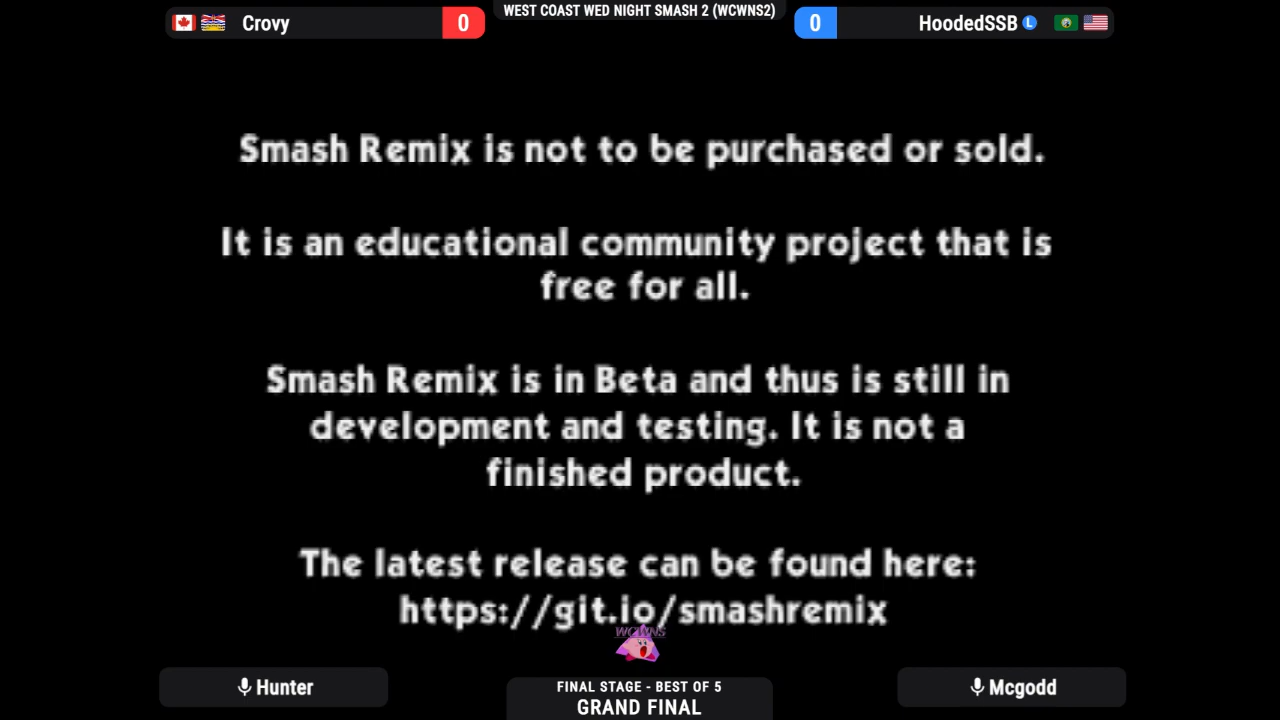 WEST COAST WED NIGHT SMASH 2 (WCWNS2)
Crovy 0
0 HoodedSSB L
Smash Remix is not to be purchased or sold.
It is an educational community project that is
free for all.
Smash Remix is in Beta and thus is still in
development and testing. It is not a
finished product.
The latest release can be found here:
https://git.io/smashremix
WCWNS
Hunter
FINAL STAGE - BEST OF 5
GRAND FINAL
Mcgodd